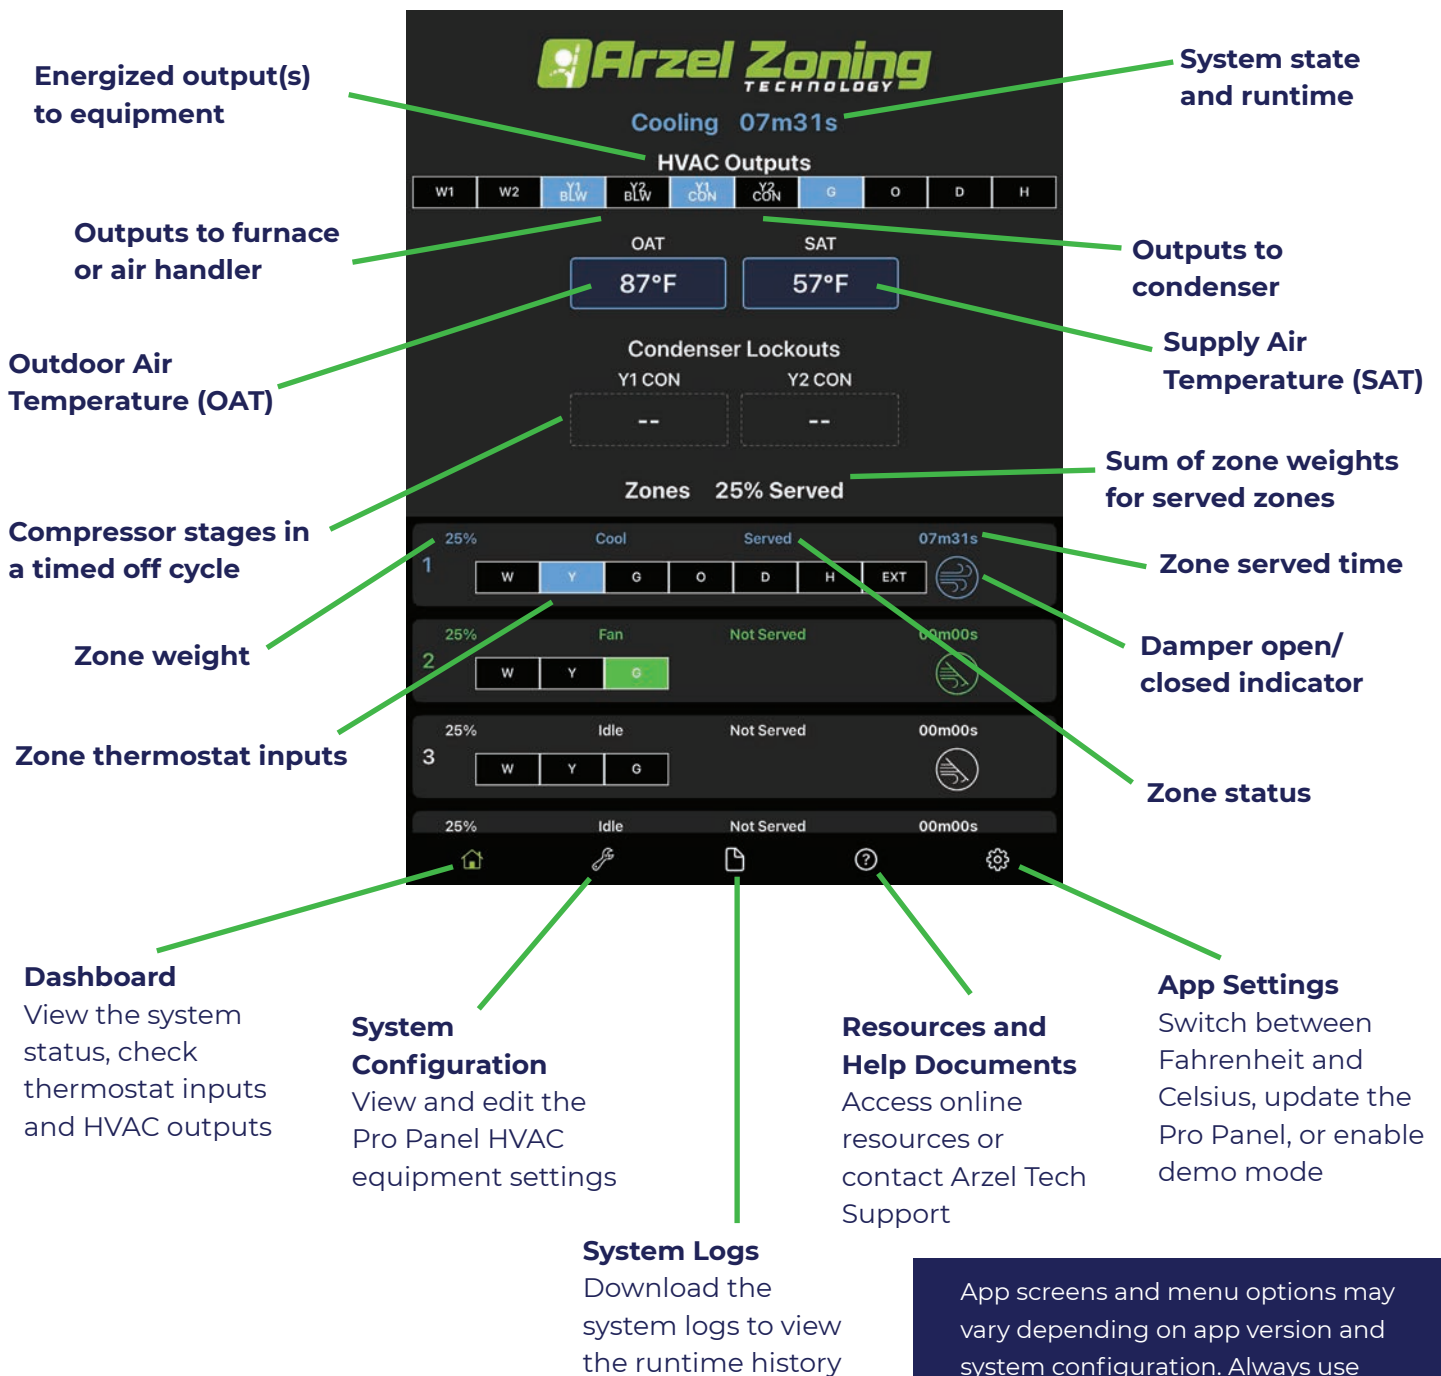 Arzel Zoning
TECHNOLOGY
Cooling 07m31s
HVAC Outputs
W1 W2 Y1 BLW Y2 BLW Y1 CON Y2 CON G O D H
OAT SAT
87°F 57°F
Condenser Lockouts
Y1 CON Y2 CON
-- --
Zones 25% Served
25% Cool Served 07m31s
1
W Y G O D H EXT
25% Fan Not Served 00m00s
2
W Y G
25% Idle Not Served 00m00s
3
W Y G
25% Idle Not Served 00m00s
Energized output(s)
to equipment
System state
and runtime
Outputs to furnace
or air handler
Outputs to
condenser
Outdoor Air
Temperature (OAT)
Supply Air
Temperature (SAT)
Compressor stages in
a timed off cycle
Sum of zone weights
for served zones
Zone weight
Zone served time
Damper open/
closed indicator
Zone thermostat inputs
Zone status
Dashboard
View the system
status, check
thermostat inputs
and HVAC outputs
System
Configuration
View and edit the
Pro Panel HVAC
equipment settings
System Logs
Download the
system logs to view
the runtime history
Resources and
Help Documents
Access online
resources or
contact Arzel Tech
Support
App Settings
Switch between
Fahrenheit and
Celsius, update the
Pro Panel, or enable
demo mode
App screens and menu options may
vary depending on app version and
system configuration. Always use